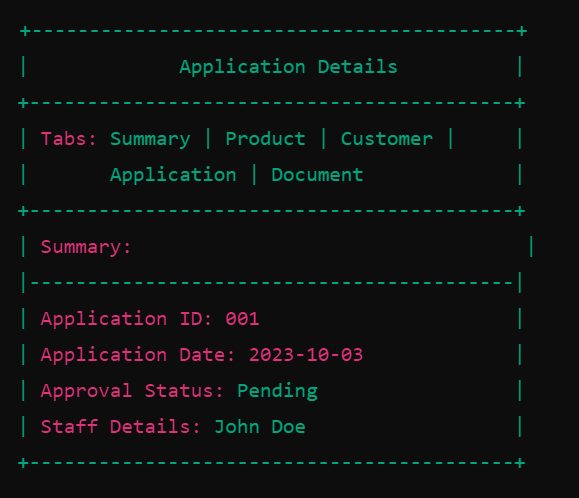 +------------------------------------------+
|             Application Details          |
+------------------------------------------+
| Tabs: Summary | Product | Customer |     |
|       Application | Document             |
+------------------------------------------+
| Summary:                                  |
|------------------------------------------|
| Application ID: 001                      |
| Application Date: 2023-10-03             |
| Approval Status: Pending                 |
| Staff Details: John Doe                  |
+------------------------------------------+